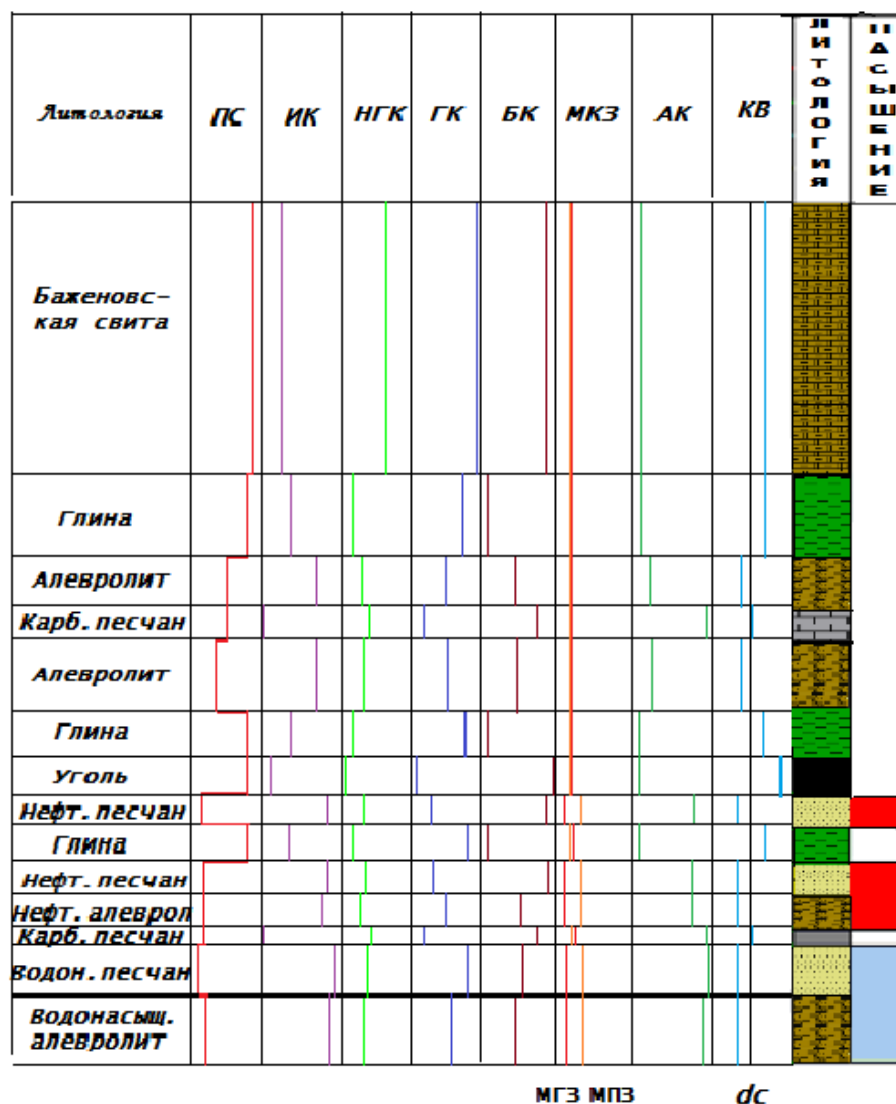 Литология ПС ИК НГК ГК БК МКЗ АК КВ ЛИТОЛОГИЯ НАСЫШЕНИЕ
Баженовс-
кая свита
Глина
Алевролит
Карб. песчан
Алевролит
Глина
Уголь
Нефт. песчан
Глина
Нефт. песчан
Нефт. алеврол
Карб. песчан
Водон. песчан
Водонасыщ.
алевролит
МГЗ МПЗ dc